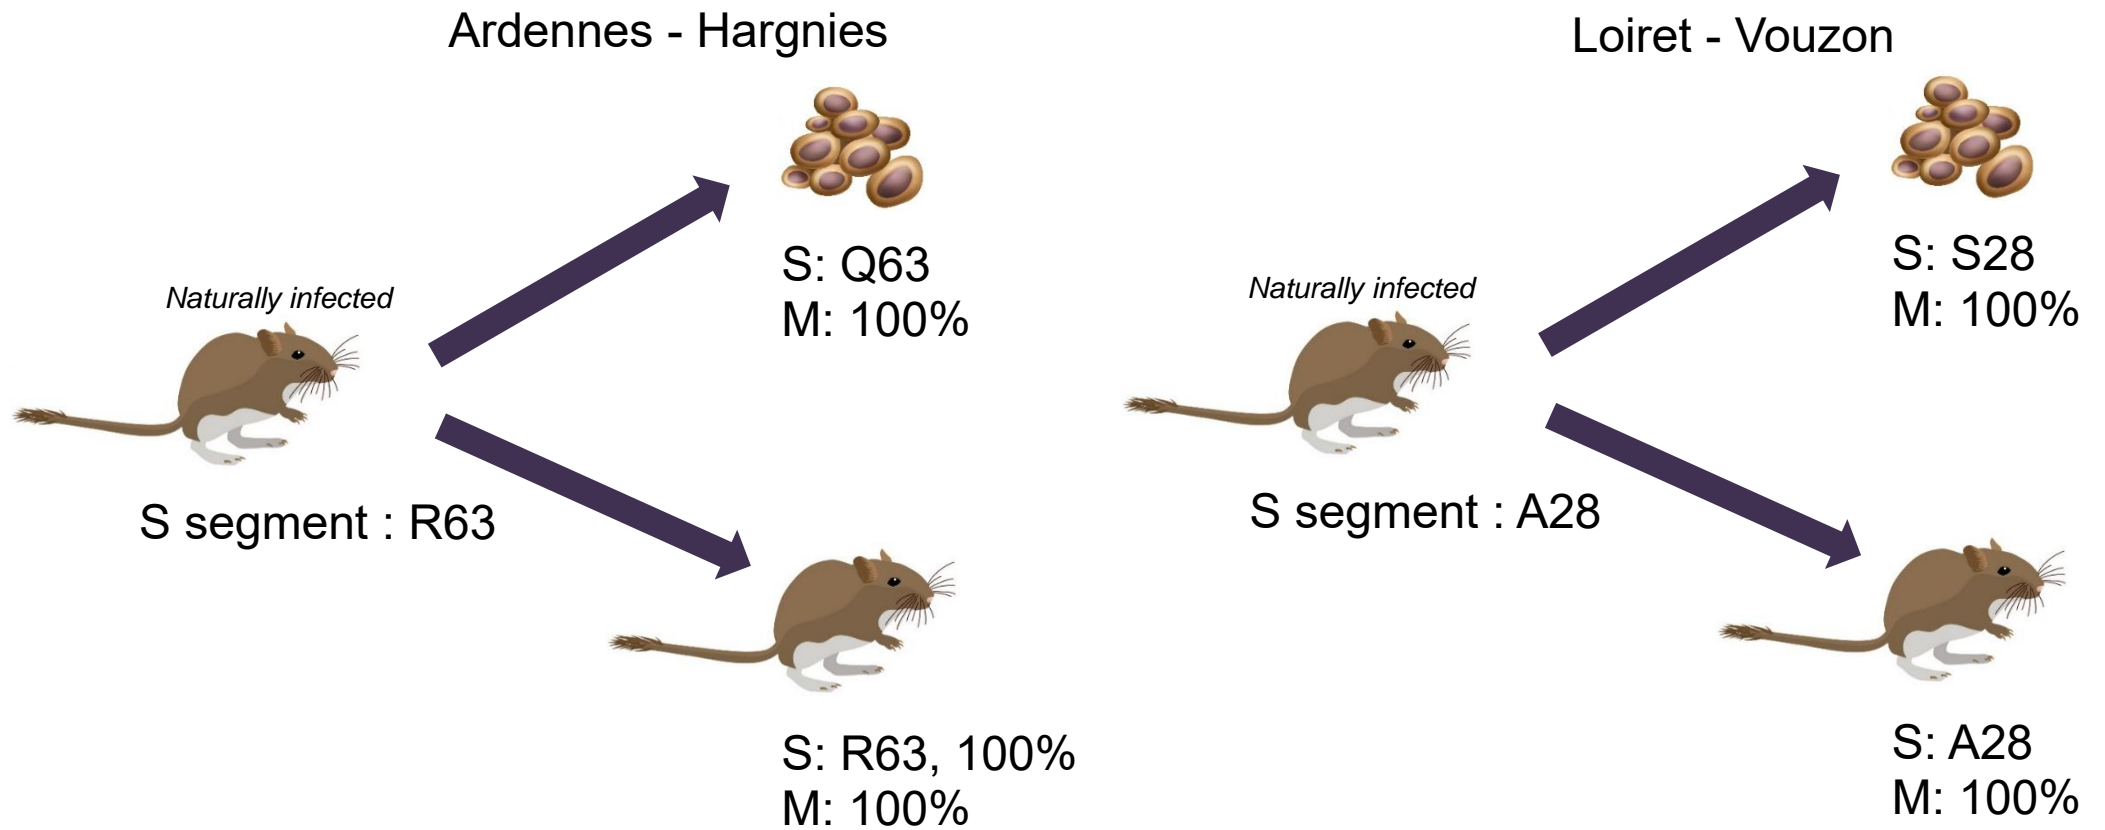 Ardennes - Hargnies
S: Q63
M: 100%
Naturally infected
S segment : R63
S: R63, 100%
M: 100%
Loiret - Vouzon
S: S28
M: 100%
Naturally infected
S segment : A28
S: A28
M: 100%